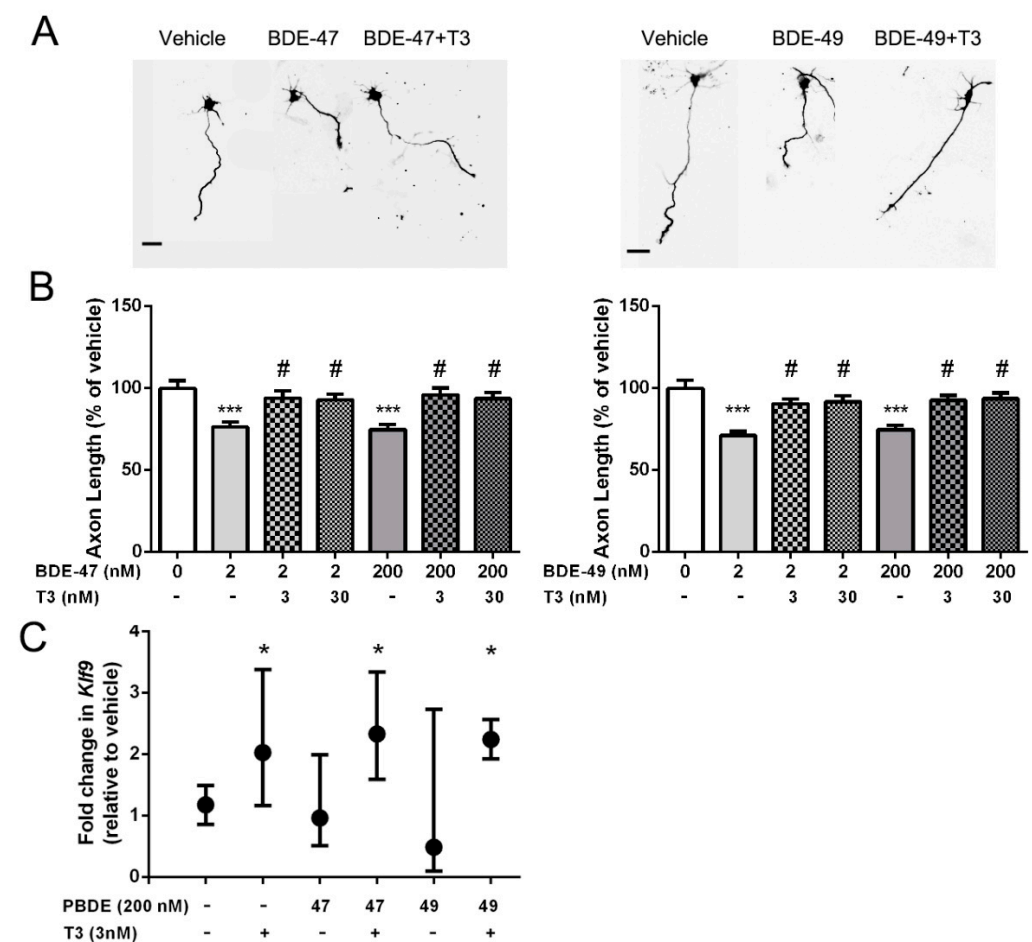 A
Vehicle BDE-47 BDE-47+T3
Vehicle BDE-49 BDE-49+T3
B
Axon Length (% of vehicle)
150
100
50
0
# # # #
*** ***
BDE-47 (nM) 0 2 2 2 200 200 200
T3 (nM) - - 3 30 - 3 30
Axon Length (% of vehicle)
150
100
50
0
# # # #
*** ***
BDE-49 (nM) 0 2 2 2 200 200 200
T3 (nM) - - 3 30 - 3 30
C
Fold change in Klf9
(relative to vehicle)
4
3
2
1
0
* * *
PBDE (200 nM) - - 47 47 49 49
T3 (3nM) - + - + - +